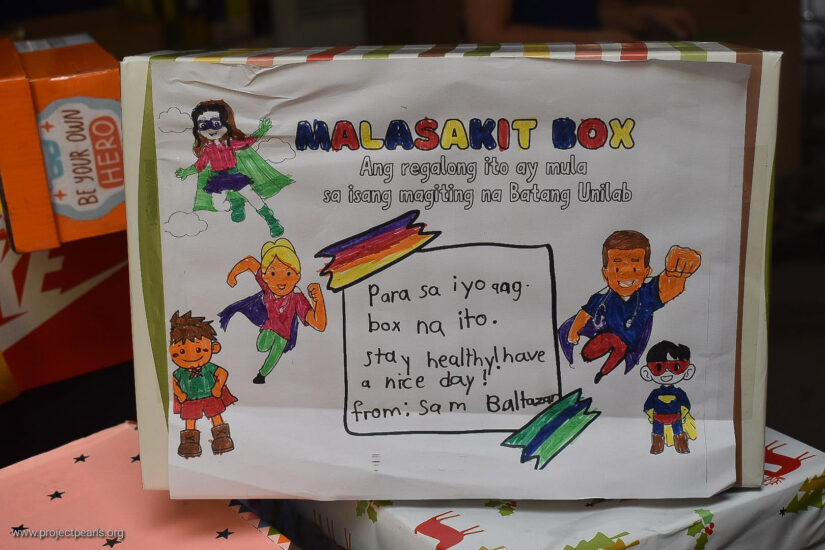 MALASAKIT BOX
Ang regalong ito ay mula
sa isang magiting na Batang Unilab
Para sa iyo ang.
box na ito.
stay healthy! have
a nice day!
from: Sam Baltazar
BE YOUR OWN
HERO
www.projectpearls.org